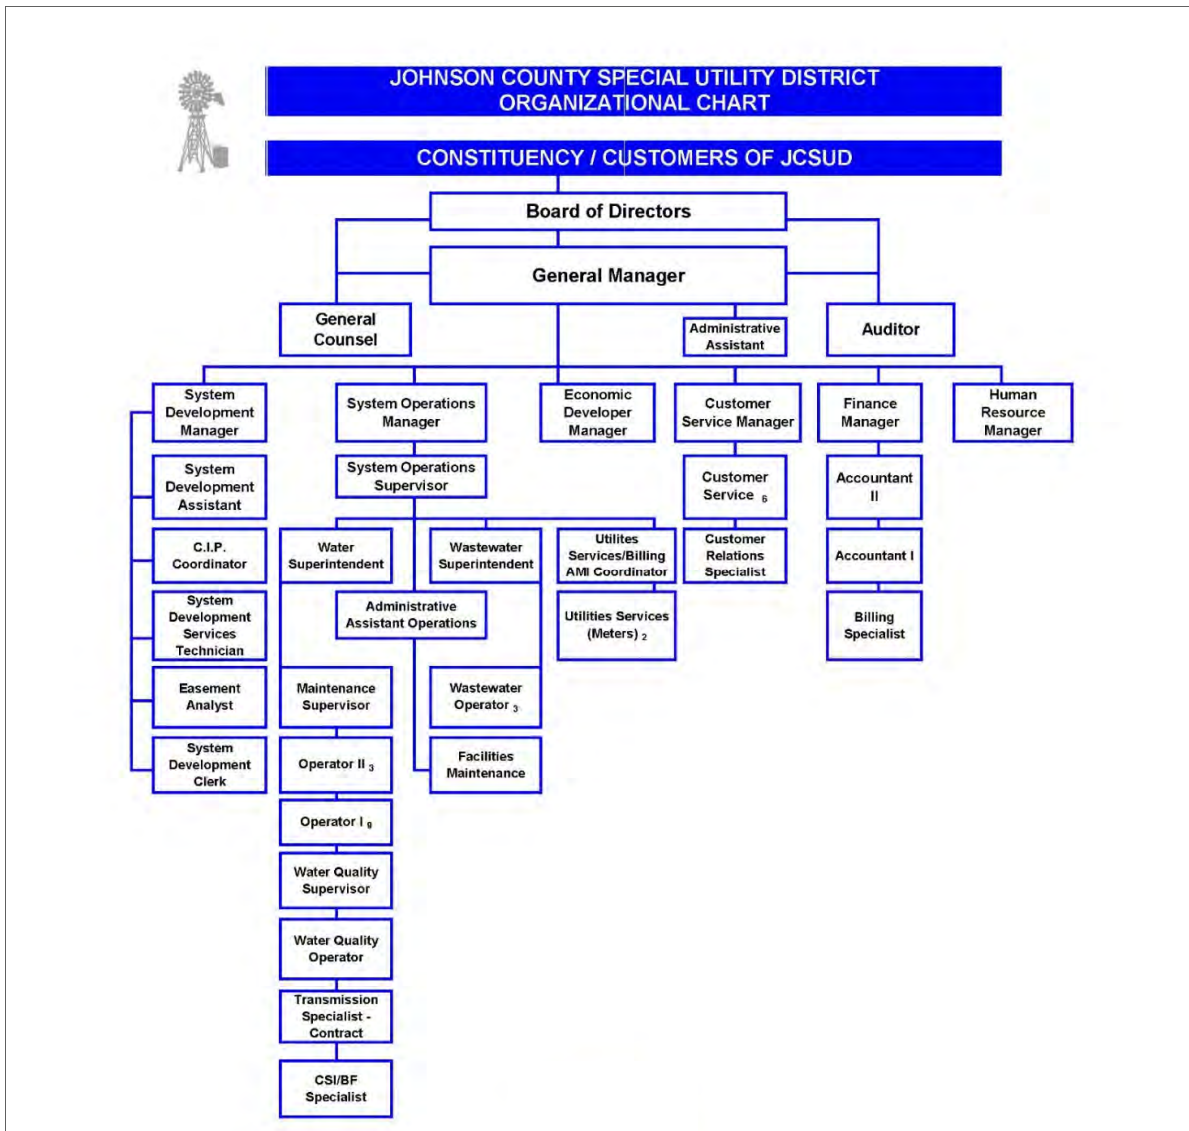 JOHNSON COUNTY SPECIAL UTILITY DISTRICT
ORGANIZATIONAL CHART
CONSTITUENCY / CUSTOMERS OF JCSUD
Board of Directors
General Manager
General
Counsel
Administrative
Assistant
Auditor
System
Development
Manager
System Operations
Manager
Economic
Developer
Manager
Customer
Service Manager
Finance
Manager
Human
Resource
Manager
System
Development
Assistant
System Operations
Supervisor
Customer
Service 6
Accountant
II
C.I.P.
Coordinator
Water
Superintendent
Wastewater
Superintendent
Utilites
Services/Billing
AMI Coordinator
Customer
Relations
Specialist
Accountant I
System
Development
Services
Technician
Administrative
Assistant Operations
Utilities Services
(Meters) 2
Billing
Specialist
Easement
Analyst
Maintenance
Supervisor
Wastewater
Operator 3
System
Development
Clerk
Operator II 3
Facilities
Maintenance
Operator I 9
Water Quality
Supervisor
Water Quality
Operator
Transmission
Specialist -
Contract
CSI/BF
Specialist